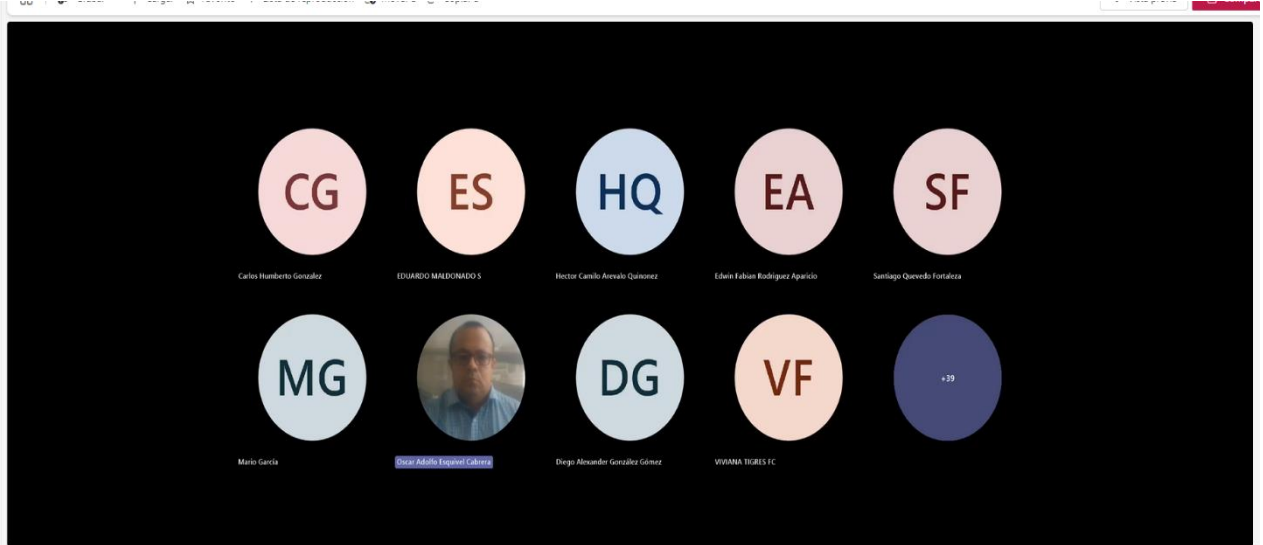 CG ES HQ EA SF
Carlos Humberto Gonzalez EDUARDO MALDONADO S Hector Camilo Arevalo Quinonez Edwin Fabian Rodriguez Aparicio Santiago Quevedo Fortaleza
MG DG VF +39
Mario García Oscar Adolfo Esquivel Cabrera Diego Alexander González Gómez VIVIANA TIGRES FC